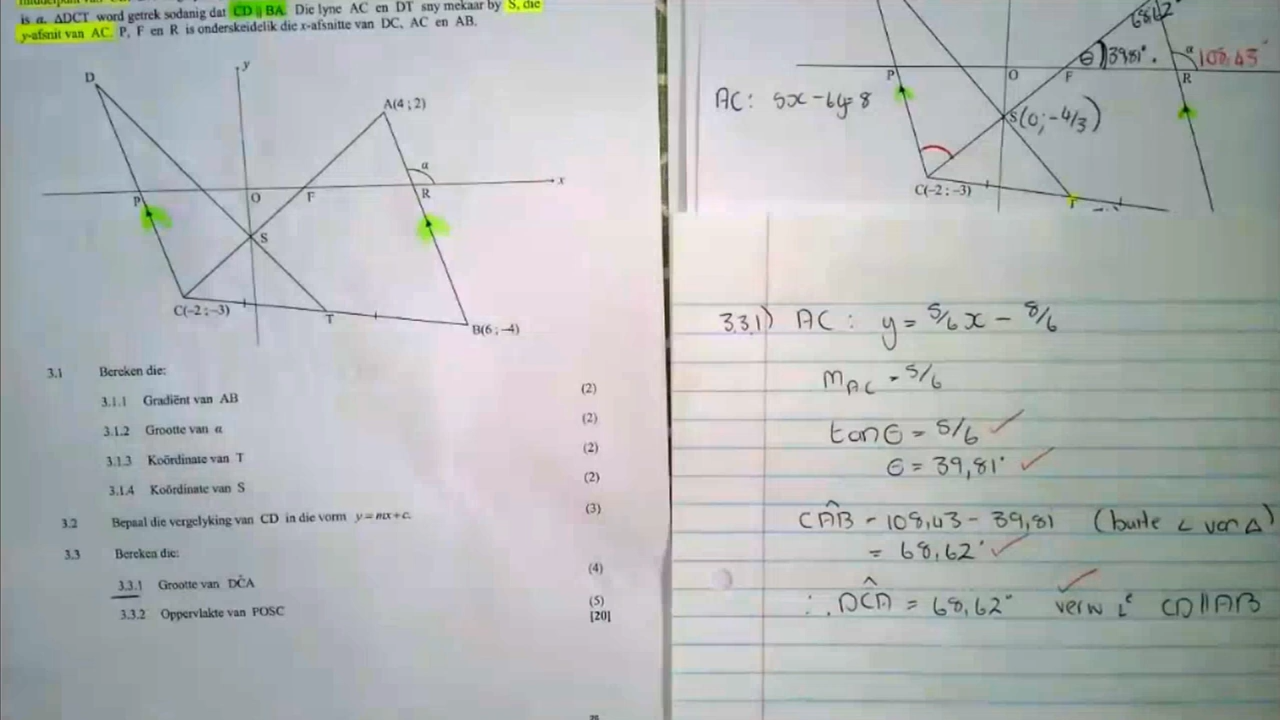 is α. ΔDCT word getrek sodanig dat CD ∥ BA. Die lyne AC en DT sny mekaar by S, die
y-afsnit van AC. P, F en R is onderskeidelik die x-afsnitte van DC, AC en AB.
D
y
A(4 ; 2)
α
P
O
F
R
x
S
C(–2 ; –3)
T
B(6 ; –4)
3.1 Bereken die:
3.1.1 Gradiënt van AB (2)
3.1.2 Grootte van α (2)
3.1.3 Koördinate van T (2)
3.1.4 Koördinate van S (2)
3.2 Bepaal die vergelyking van CD in die vorm y = mx + c. (3)
3.3 Bereken die:
3.3.1 Grootte van DĈA (4)
3.3.2 Oppervlakte van POSC (5)
[20]
68,62°
θ 39,81°
α 108,43°
P
O
F
R
AC: 5x - 6y = 8
S(0; -4/3)
C(–2 ; –3)
T
3.3.1) AC: y = 5/6 x - 8/6
m AC = 5/6
tan θ = 5/6 ✓
θ = 39,81° ✓
CÂB = 108,43 - 39,81 (buite ∠ van Δ)
= 68,62° ✓
∴ DĈA = 68,62° ✓ verw ∠e CD ∥ AB